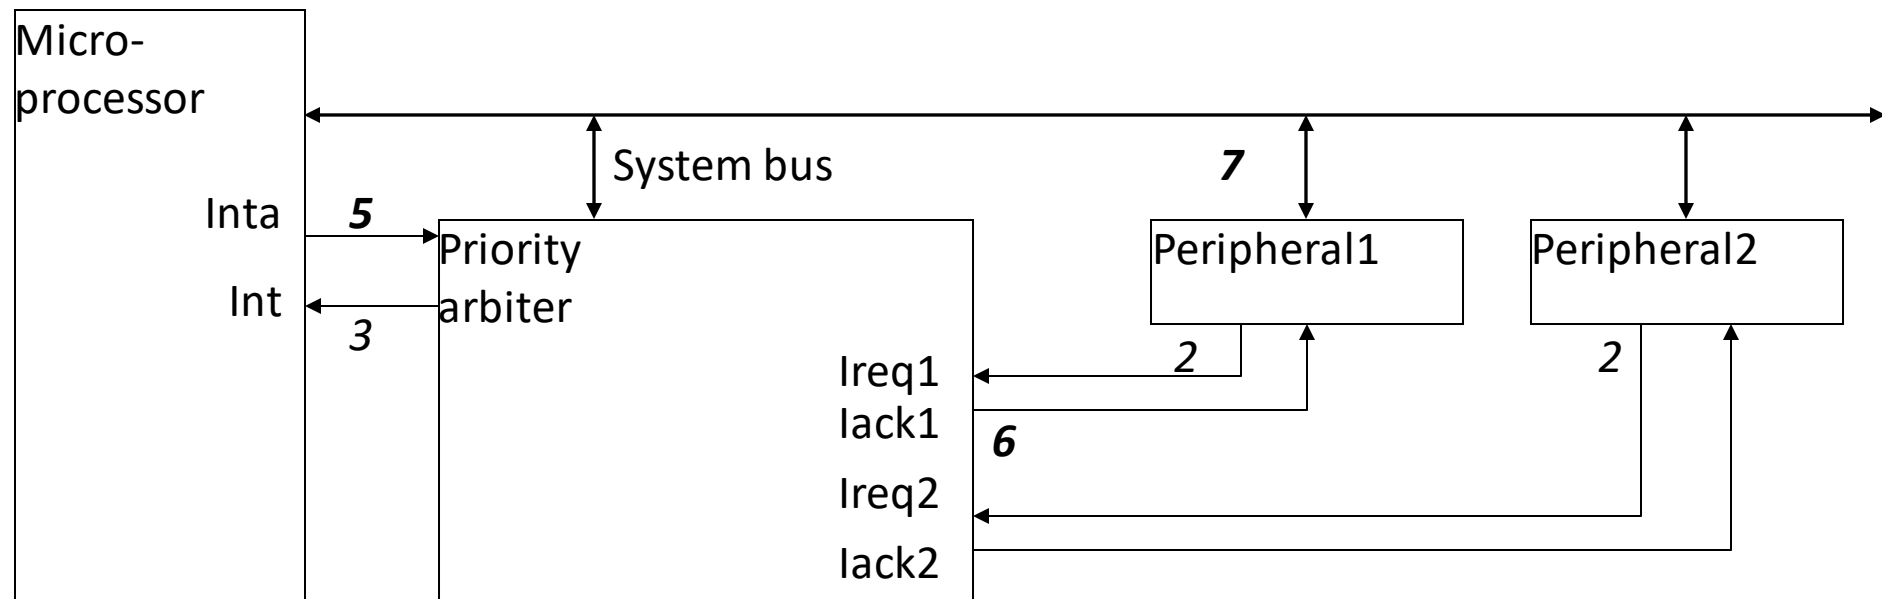 Micro-
processor
System bus
7
Inta
5
Priority
arbiter
Peripheral1
Peripheral2
Int
3
Ireq1
2
2
Iack1
6
Ireq2
Iack2